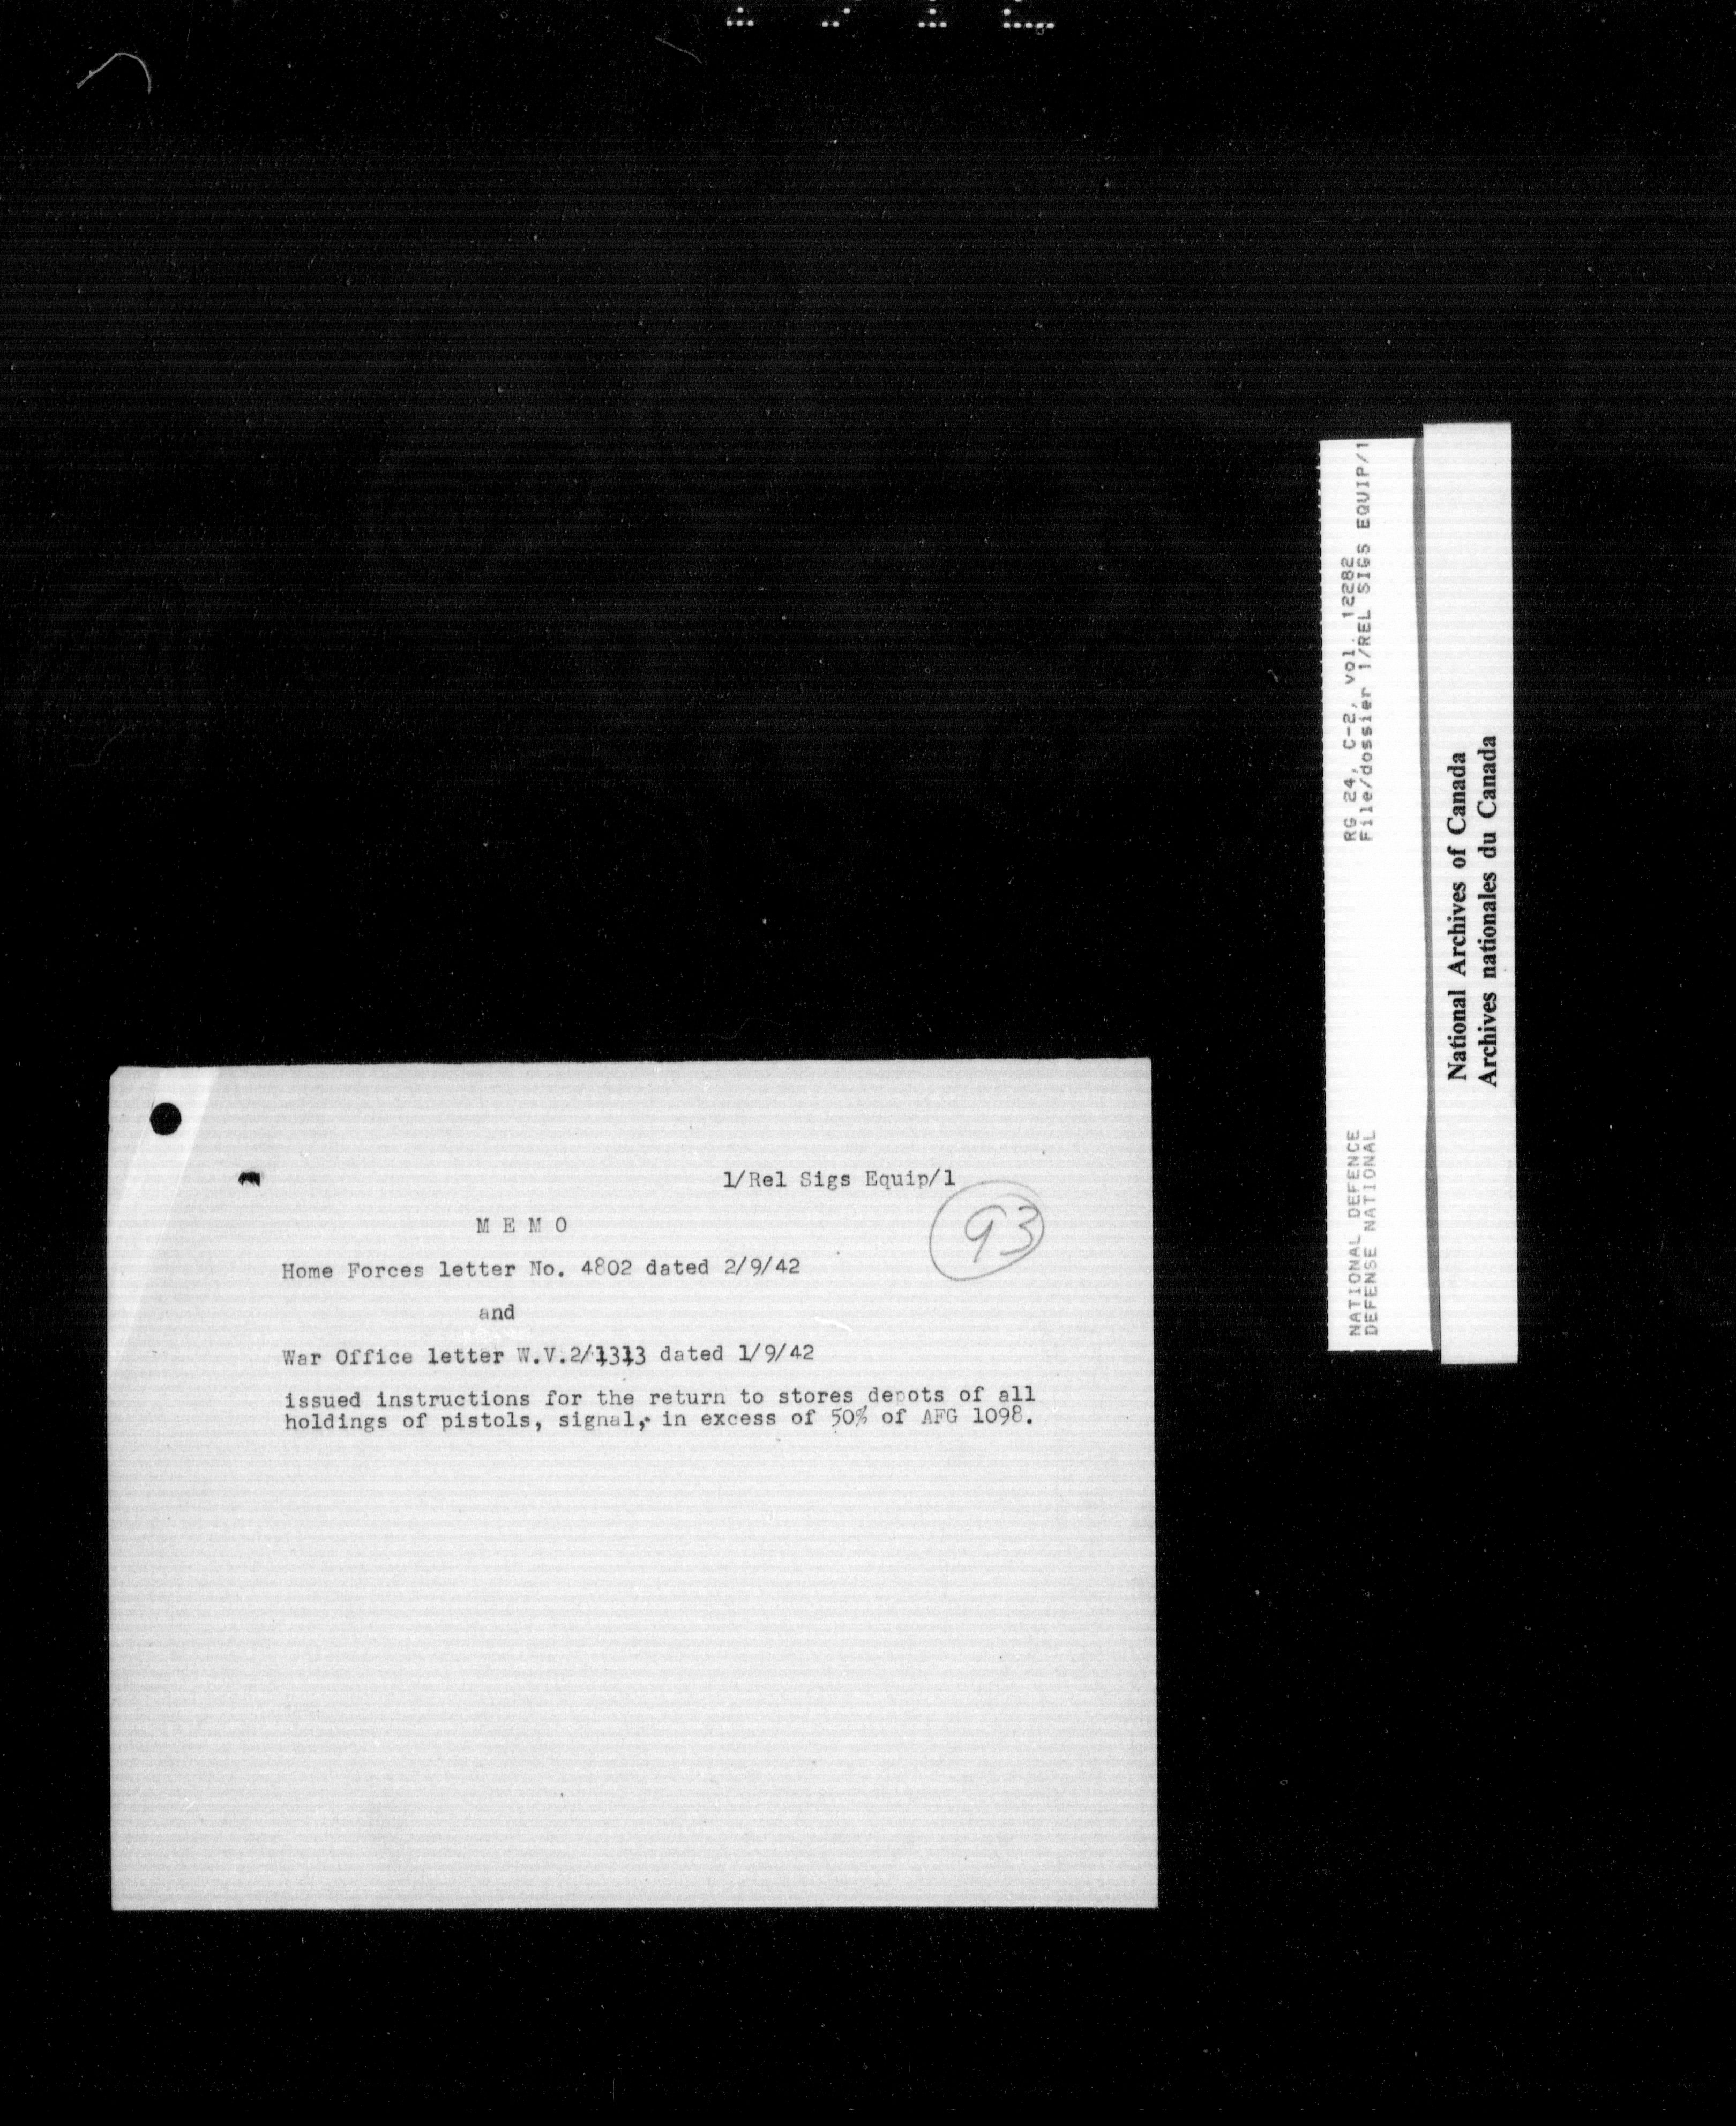 1/Rel Sigs Equip/1
93
M E M O
Home Forces letter No. 4802 dated 2/9/42
and
War Office letter W.V.2/1313 dated 1/9/42
issued instructions for the return to stores depots of all
holdings of pistols, signal, in excess of 50% of AFG 1098.
NATIONAL DEFENCE RG 24, C-2, vol. 12282
DEFENSE NATIONAL File/dossier 1/REL SIGS EQUIP/1
National Archives of Canada
Archives nationales du Canada